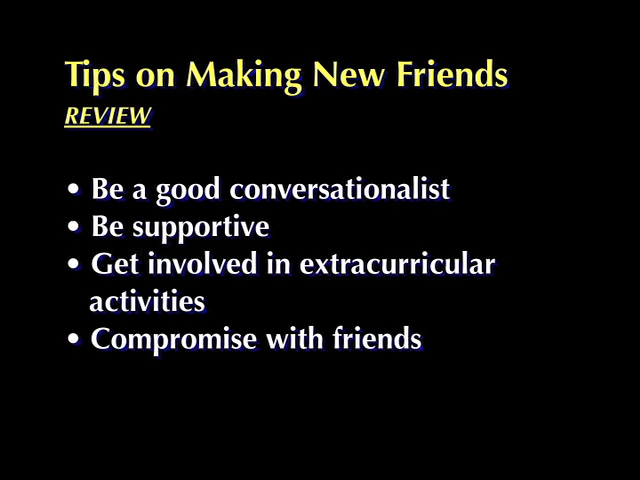 Tips on Making New Friends
REVIEW
• Be a good conversationalist
• Be supportive
• Get involved in extracurricular
activities
• Compromise with friends